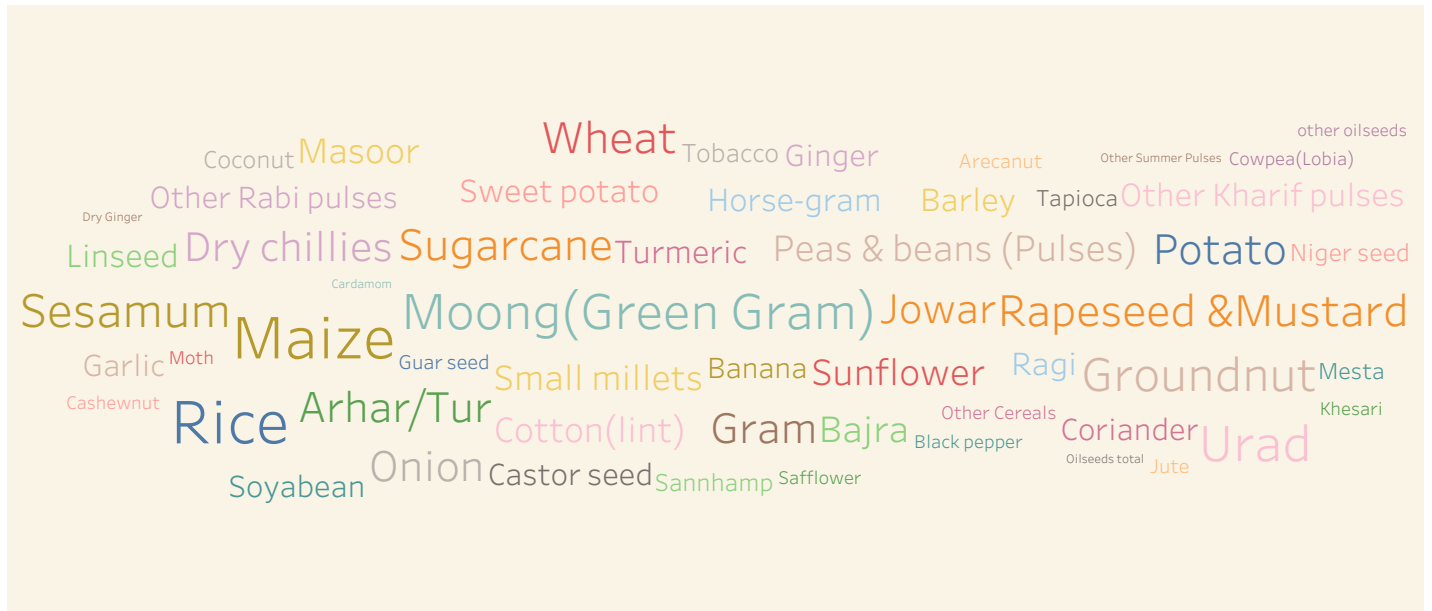 Wheat
other oilseeds
Coconut Masoor Tobacco Ginger Arecanut Other Summer Pulses Cowpea(Lobia)
Other Rabi pulses Sweet potato Horse-gram Barley Tapioca Other Kharif pulses
Dry Ginger
Linseed Dry chillies Sugarcane Turmeric Peas & beans (Pulses) Potato Niger seed
Cardamom
Sesamum Maize Moong(Green Gram) Jowar Rapeseed &Mustard
Garlic Moth Guar seed Small millets Banana Sunflower Ragi Groundnut Mesta
Cashewnut Rice Arhar/Tur Cotton(lint) Gram Bajra Other Cereals Coriander Urad Khesari
Black pepper
Oilseeds total
Soyabean Onion Castor seed Sannhamp Safflower Jute